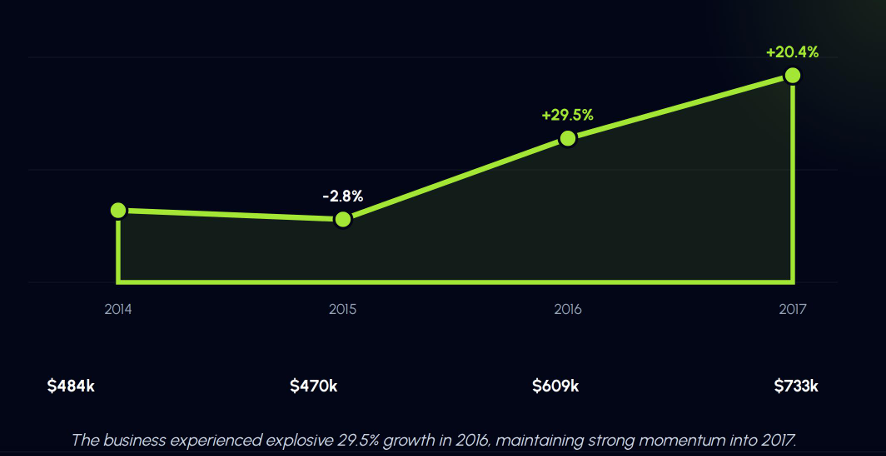 +20.4%
+29.5%
-2.8%
2014 2015 2016 2017
$484k $470k $609k $733k
The business experienced explosive 29.5% growth in 2016, maintaining strong momentum into 2017.